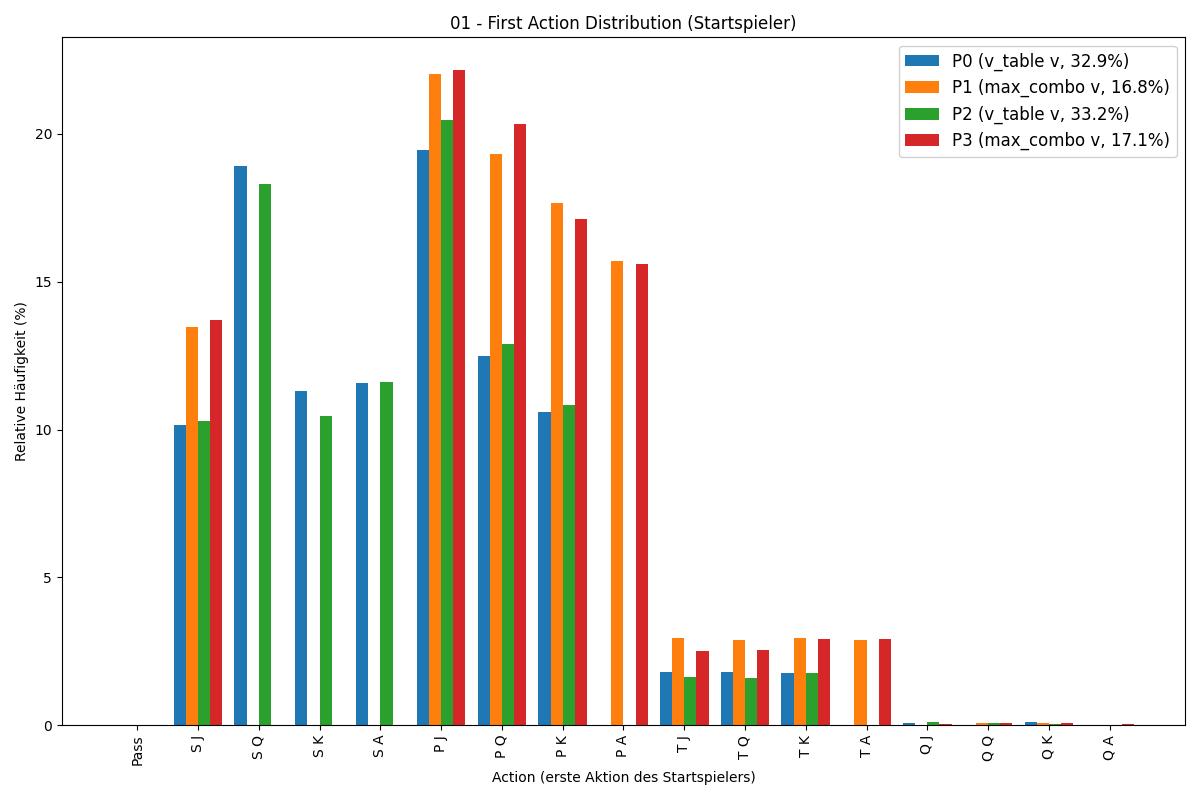 01 - First Action Distribution (Startspieler)
P0 (v_table v, 32.9%)
P1 (max_combo v, 16.8%)
P2 (v_table v, 33.2%)
P3 (max_combo v, 17.1%)
Relative Häufigkeit (%)
20
15
10
5
0
Pass
S J
S Q
S K
S A
P J
P Q
P K
P A
T J
T Q
T K
T A
Q J
Q Q
Q K
Q A
Action (erste Aktion des Startspielers)